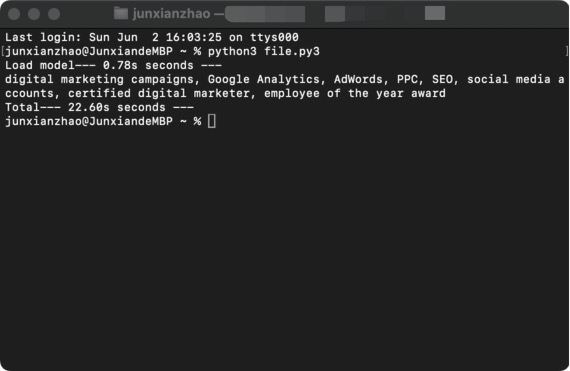 junxianzhao —
Last login: Sun Jun  2 16:03:25 on ttys000
[junxianzhao@JunxiandeMBP ~ % python3 file.py3 ]
Load model--- 0.78s seconds ---
digital marketing campaigns, Google Analytics, AdWords, PPC, SEO, social media a
ccounts, certified digital marketer, employee of the year award
Total--- 22.60s seconds ---
junxianzhao@JunxiandeMBP ~ %